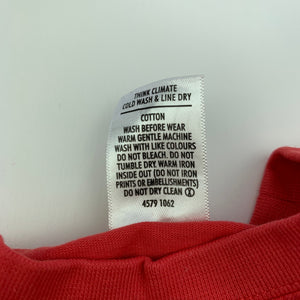 THINK CLIMATE
COLD WASH & LINE DRY
COTTON
WASH BEFORE WEAR
WARM GENTLE MACHINE
WASH WITH LIKE COLOURS
DO NOT BLEACH. DO NOT
TUMBLE DRY. WARM IRON
INSIDE OUT (DO NOT IRON
PRINTS OR EMBELLISHMENTS)
DO NOT DRY CLEAN
4579 1062